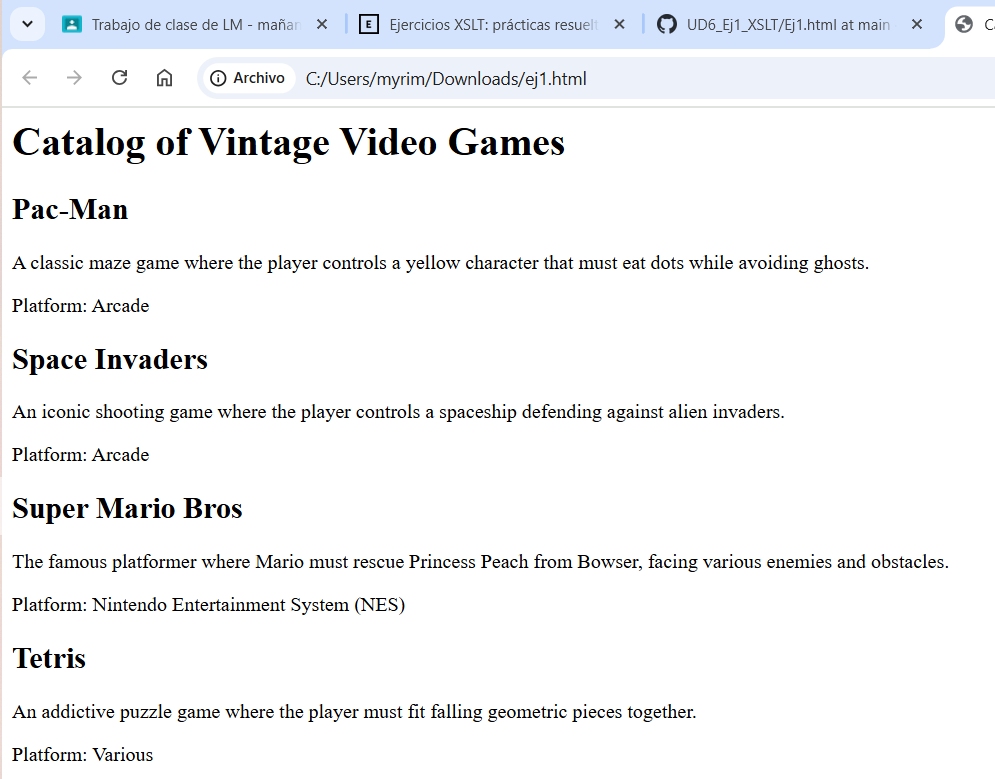 Trabajo de clase de LM - mañan
Ejercicios XSLT: prácticas resuelt
UD6_Ej1_XSLT/Ej1.html at main
Archivo C:/Users/myrim/Downloads/ej1.html
Catalog of Vintage Video Games
Pac-Man
A classic maze game where the player controls a yellow character that must eat dots while avoiding ghosts.
Platform: Arcade
Space Invaders
An iconic shooting game where the player controls a spaceship defending against alien invaders.
Platform: Arcade
Super Mario Bros
The famous platformer where Mario must rescue Princess Peach from Bowser, facing various enemies and obstacles.
Platform: Nintendo Entertainment System (NES)
Tetris
An addictive puzzle game where the player must fit falling geometric pieces together.
Platform: Various